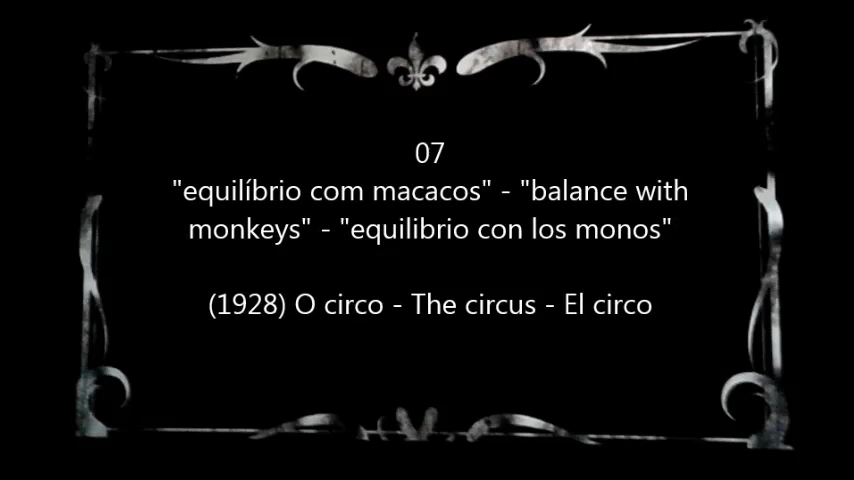 07
"equilíbrio com macacos" - "balance with
monkeys" - "equilibrio con los monos"
(1928) O circo - The circus - El circo